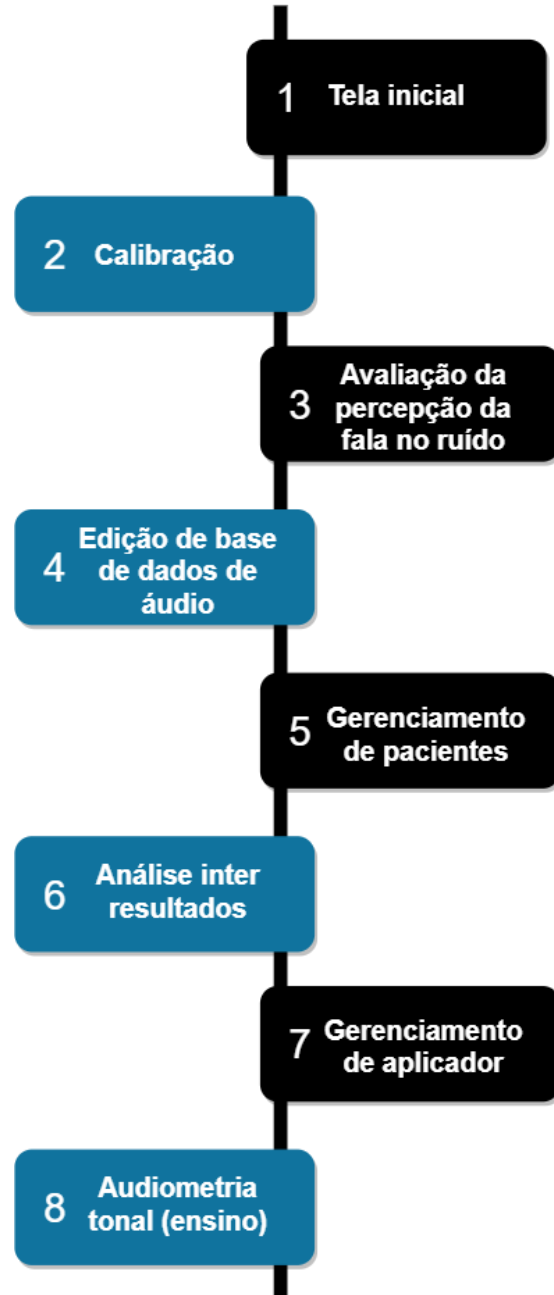 1 Tela inicial
2 Calibração
Avaliação da
3 percepção da
fala no ruído
Edição de base
4 de dados de
áudio
5 Gerenciamento
de pacientes
6 Análise inter
resultados
7 Gerenciamento
de aplicador
8 Audiometria
tonal (ensino)